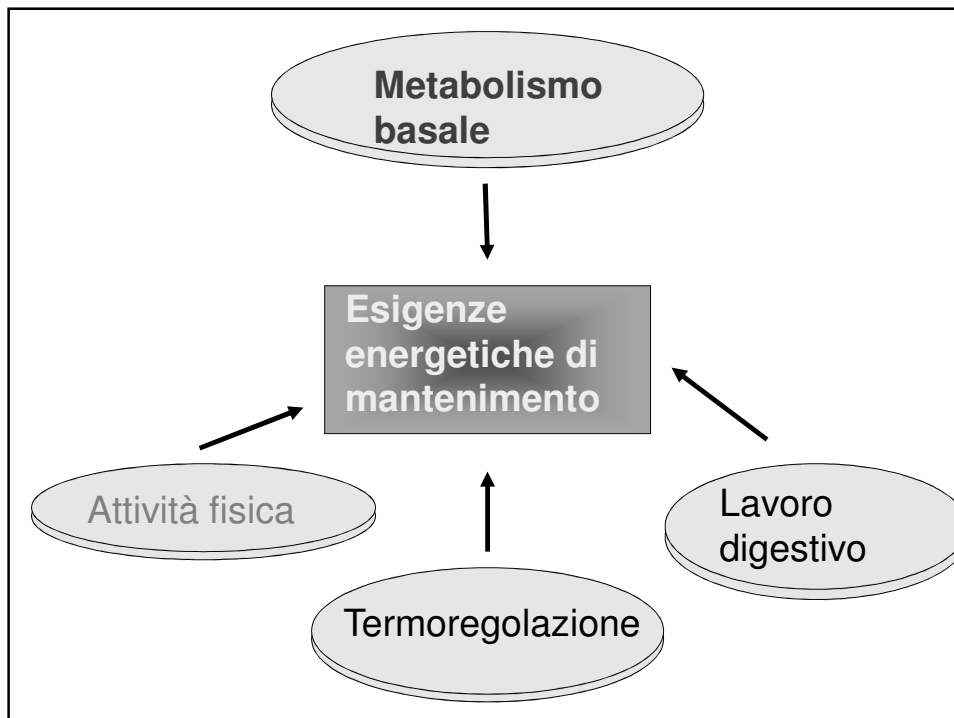 Metabolismo
basale
Esigenze
energetiche di
mantenimento
Attività fisica
Lavoro
digestivo
Termoregolazione